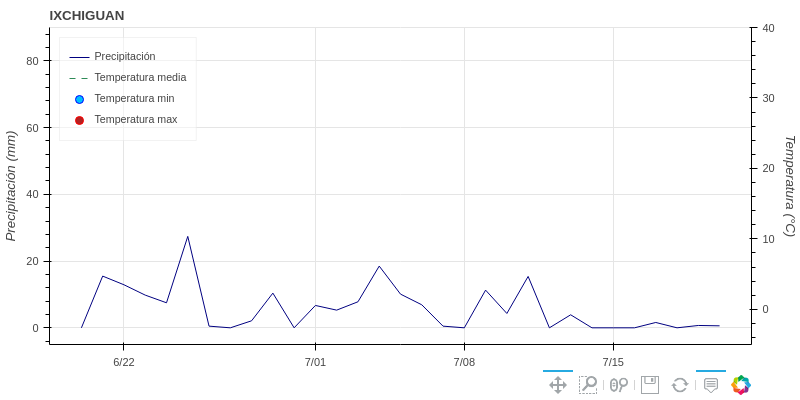 IXCHIGUAN
Precipitación
Temperatura media
Temperatura min
Temperatura max
Precipitación (mm)
80
60
40
20
0
40
30
20
10
0
Temperatura (°C)
6/22
7/01
7/08
7/15